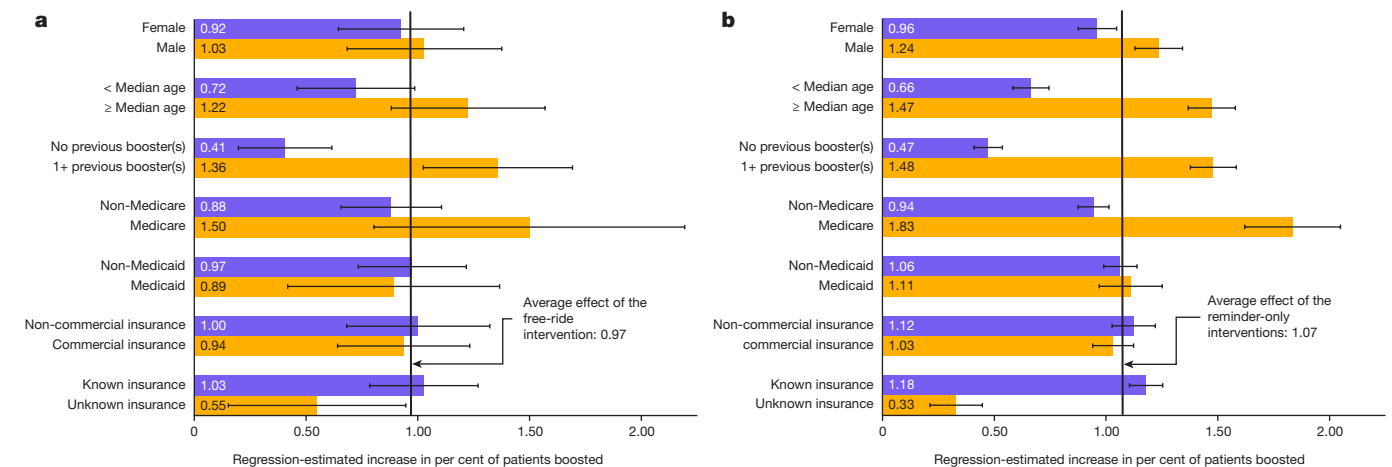 a
Female 0.92
Male 1.03
< Median age 0.72
≥ Median age 1.22
No previous booster(s) 0.41
1+ previous booster(s) 1.36
Non-Medicare 0.88
Medicare 1.50
Non-Medicaid 0.97
Medicaid 0.89
Non-commercial insurance 1.00
Commercial insurance 0.94
Known insurance 1.03
Unknown insurance 0.55
Average effect of the
free-ride
intervention: 0.97
0 0.50 1.00 1.50 2.00
Regression-estimated increase in per cent of patients boosted
b
Female 0.96
Male 1.24
< Median age 0.66
≥ Median age 1.47
No previous booster(s) 0.47
1+ previous booster(s) 1.48
Non-Medicare 0.94
Medicare 1.83
Non-Medicaid 1.06
Medicaid 1.11
Non-commercial insurance 1.12
commercial insurance 1.03
Known insurance 1.18
Unknown insurance 0.33
Average effect of the
reminder-only
interventions: 1.07
0 0.50 1.00 1.50 2.00
Regression-estimated increase in per cent of patients boosted